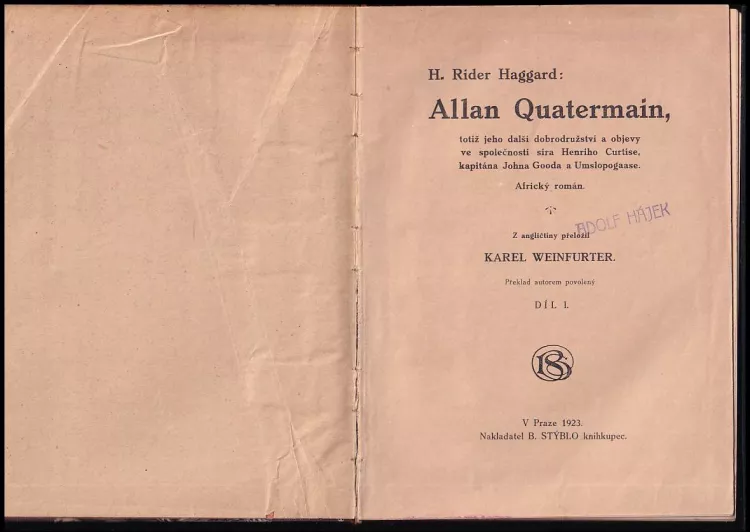 H. Rider Haggard:
Allan Quatermain,
totiž jeho další dobrodružství a objevy
ve společnosti sira Henriho Curtise,
kapitána Johna Gooda a Umslopogaase.
Africký román.
ADOLF HÁJEK
Z angličtiny přeložil
KAREL WEINFURTER.
Překlad autorem povolený
DÍL I.
V Praze 1923.
Nakladatel B. STÝBLO knihkupec.